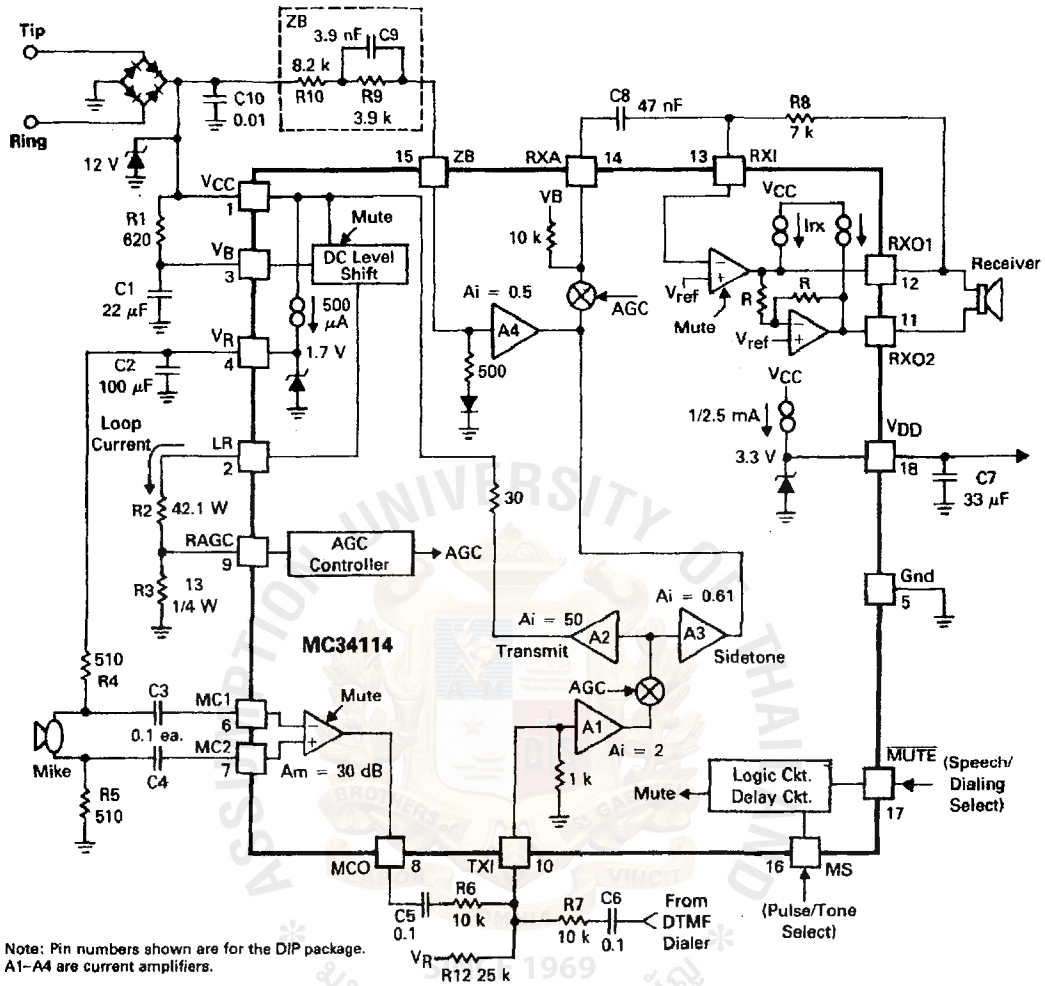 Tip
Ring
ZB
3.9 nF C9
8.2 k
R10 R9
3.9 k
C10
0.01
12 V
C8 47 nF
R8
7 k
15 ZB
RXA 14
13 RXI
VCC
1
R1
620
VB
3
C1
22 μF
Mute
DC Level
Shift
500
μA
1.7 V
VR
4
C2
100 μF
Ai = 0.5
A4
500
VB
10 k
AGC
VCC
Irx
Vref
Mute
R R
Vref
RXO1
12
Receiver
11
RXO2
VCC
1/2.5 mA
3.3 V
VDD
18
C7
33 μF
Loop
Current
LR
2
R2 42.1 W
RAGC
9
R3 13
1/4 W
AGC
Controller
AGC
30
Gnd
5
MC34114
Ai = 50
A2
Transmit
Ai = 0.61
A3
Sidetone
AGC
A1
Ai = 2
1 k
510
R4
C3
0.1 ea.
C4
MC1
6
MC2
7
Mute
Am = 30 dB
Mike
R5
510
Mute
Logic Ckt.
Delay Ckt.
MUTE
17
(Speech/
Dialing
Select)
16 MS
(Pulse/Tone
Select)
MCO 8
TXI 10
C5
0.1
R6
10 k
R7
10 k
C6
0.1
From
DTMF
Dialer
VR
R12 25 k
Note: Pin numbers shown are for the DIP package.
A1–A4 are current amplifiers.
ASSUMPTION UNIVERSITY OF THAILAND
BROTHERS of
VINCIT
1969